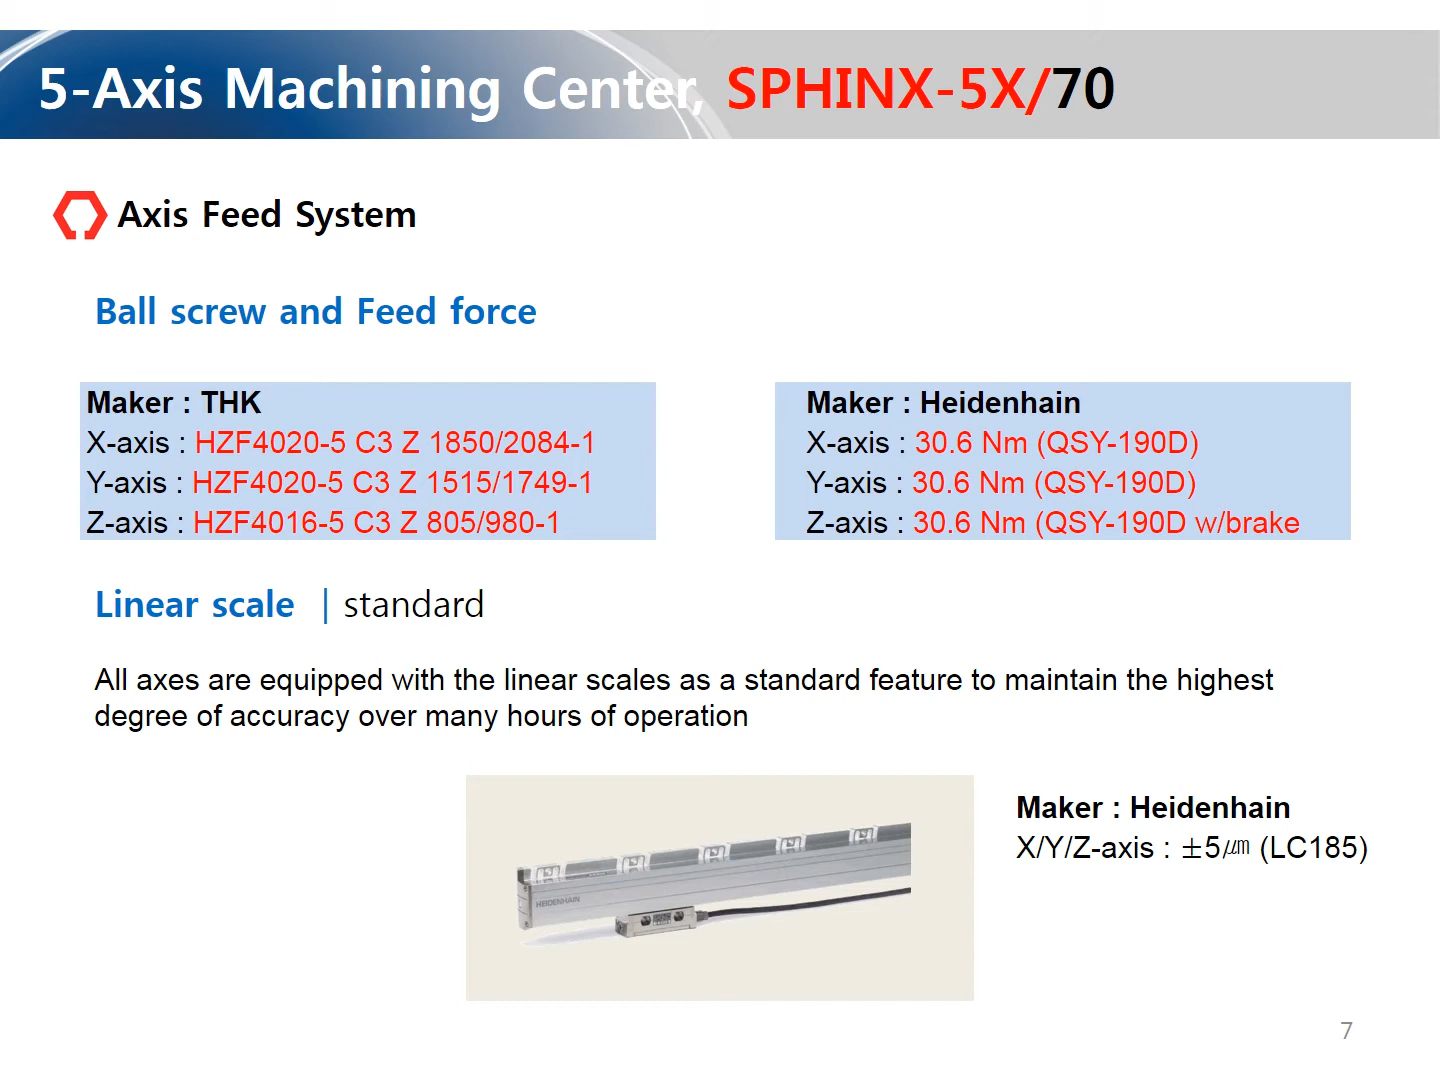 5-Axis Machining Center, SPHINX-5X/70
Axis Feed System
Ball screw and Feed force
Maker : THK
X-axis : HZF4020-5 C3 Z 1850/2084-1
Y-axis : HZF4020-5 C3 Z 1515/1749-1
Z-axis : HZF4016-5 C3 Z 805/980-1
Maker : Heidenhain
X-axis : 30.6 Nm (QSY-190D)
Y-axis : 30.6 Nm (QSY-190D)
Z-axis : 30.6 Nm (QSY-190D w/brake
Linear scale | standard
All axes are equipped with the linear scales as a standard feature to maintain the highest
degree of accuracy over many hours of operation
HEIDENHAIN
Maker : Heidenhain
X/Y/Z-axis : ±5㎛ (LC185)
7